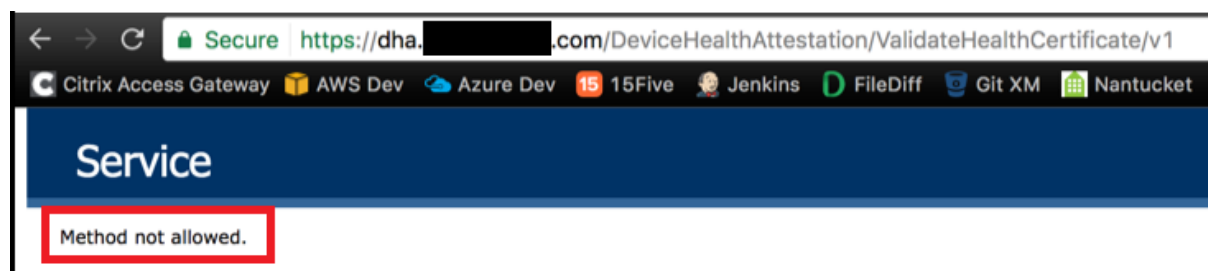 Secure https://dha. .com/DeviceHealthAttestation/ValidateHealthCertificate/v1
Citrix Access Gateway AWS Dev Azure Dev 15 15Five Jenkins FileDiff Git XM Nantucket
Service
Method not allowed.